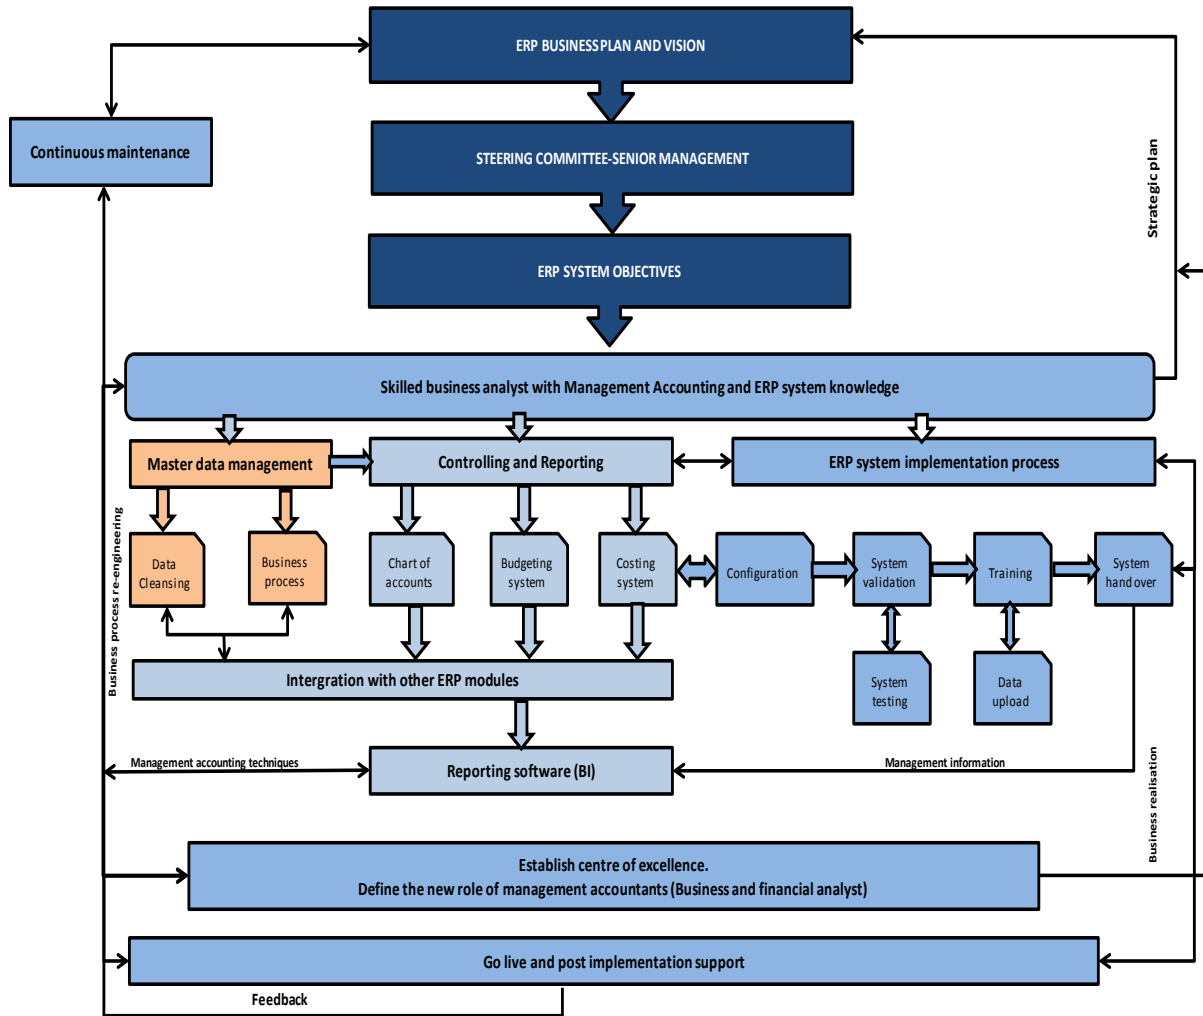 ERP BUSINESS PLAN AND VISION
Continuous maintenance
STEERING COMMITTEE-SENIOR MANAGEMENT
Strategic plan
ERP SYSTEM OBJECTIVES
Skilled business analyst with Management Accounting and ERP system knowledge
Master data management
Controlling and Reporting
ERP system implementation process
Business process re-engineering
Data
Cleansing
Business
process
Chart of
accounts
Budgeting
system
Costing
system
Configuration
System
validation
Training
System
hand over
Intergration with other ERP modules
System
testing
Data
upload
Management accounting techniques
Reporting software (BI)
Management information
Business realisation
Establish centre of excellence.
Define the new role of management accountants (Business and financial analyst)
Go live and post implementation support
Feedback